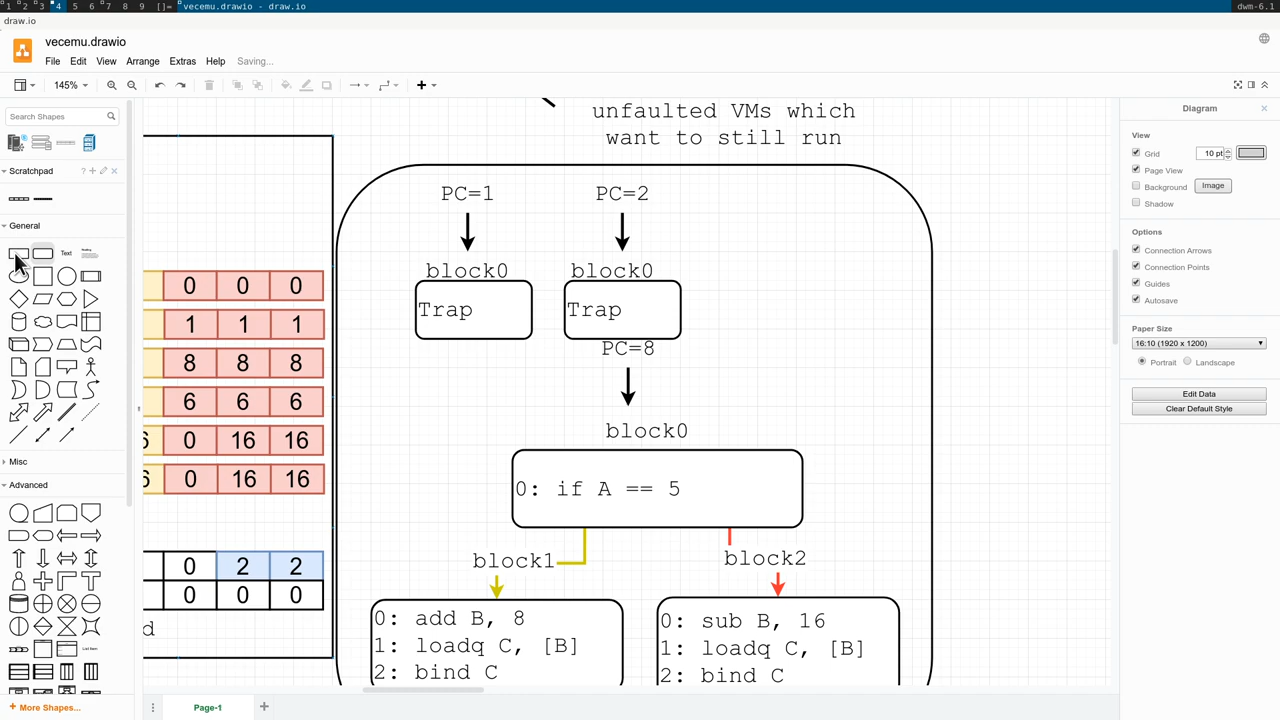 1 2 3 4 5 6 7 8 9 []= vecemu.drawio - draw.io dwm-6.1
draw.io
vecemu.drawio
File Edit View Arrange Extras Help Saving...
145%
Search Shapes
Scratchpad
General
Text
Heading
Misc
Advanced
List Item
+ More Shapes...
unfaulted VMs which
want to still run
PC=1 PC=2
block0 block0
Trap Trap
PC=8
block0
0: if A == 5
block1 block2
0: add B, 8
1: loadq C, [B]
2: bind C
0: sub B, 16
1: loadq C, [B]
2: bind C
0 0 0
1 1 1
8 8 8
6 6 6
6 0 16 16
6 0 16 16
0 2 2
0 0 0
d
Page-1
Diagram
View
Grid 10 pt
Page View
Background Image
Shadow
Options
Connection Arrows
Connection Points
Guides
Autosave
Paper Size
16:10 (1920 x 1200)
Portrait Landscape
Edit Data
Clear Default Style